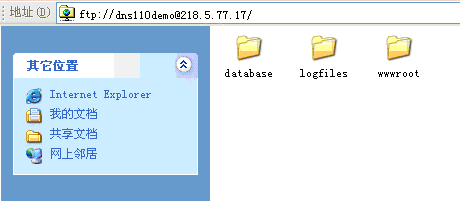 地址(D) ftp://dns110demo@218.5.77.17/
其它位置
Internet Explorer
我的文档
共享文档
网上邻居
database logfiles wwwroot